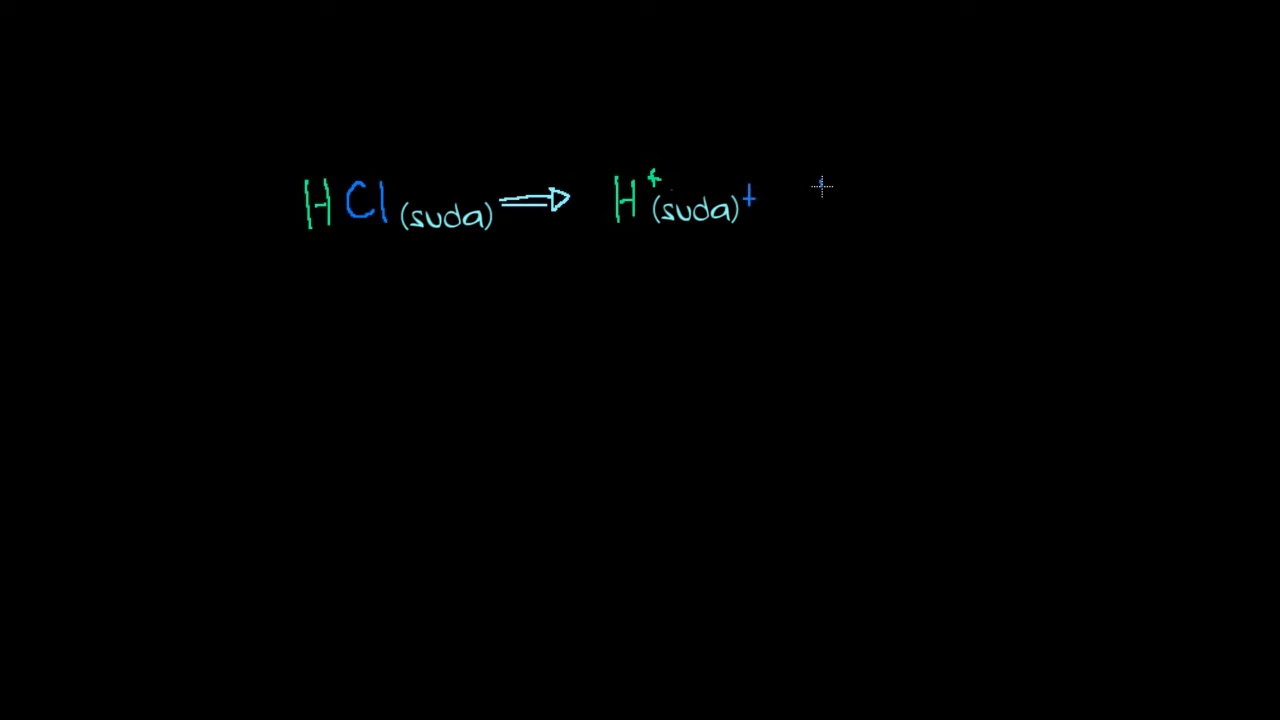 HCl (suda) ⇒ H⁺ (suda) +